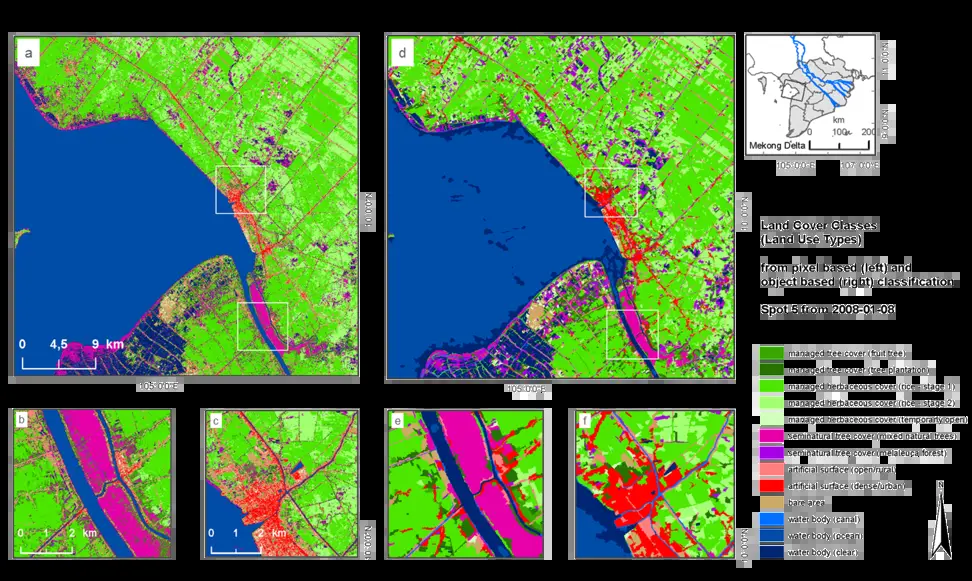 a
d
km
0 100 200
Mekong Delta
105°0'0"E 107°0'0"E
10°0'0"N
10°0'0"N
Land Cover Classes
(Land Use Types)
from pixel based (left) and
object based (right) classification
Spot 5 from 2008-01-08
0 4,5 9 km
105°0'0"E
105°0'0"E
managed tree cover (fruit tree)
managed tree cover (tree plantation)
managed herbaceous cover (rice - stage 1)
managed herbaceous cover (rice - stage 2)
managed herbaceous cover (temporarily open)
seminatural tree cover (mixed natural trees)
seminatural tree cover (melaleuca forest)
artificial surface (open/rural)
artificial surface (dense/urban)
bare area
water body (canal)
water body (ocean)
water body (clear)
b
c
e
f
0 1 2 km
0 1 2 km
N